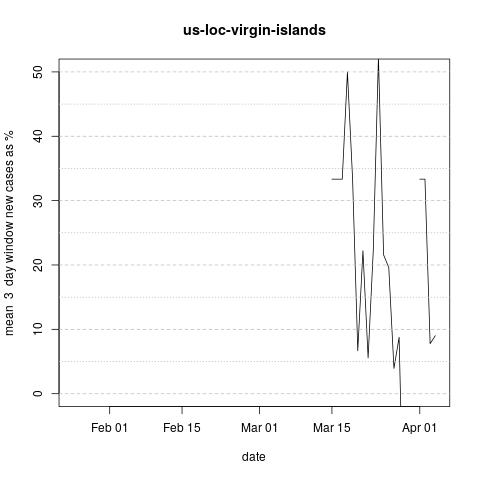 us-loc-virgin-islands
mean 3 day window new cases as %
50
40
30
20
10
0
Feb 01 Feb 15 Mar 01 Mar 15 Apr 01
date